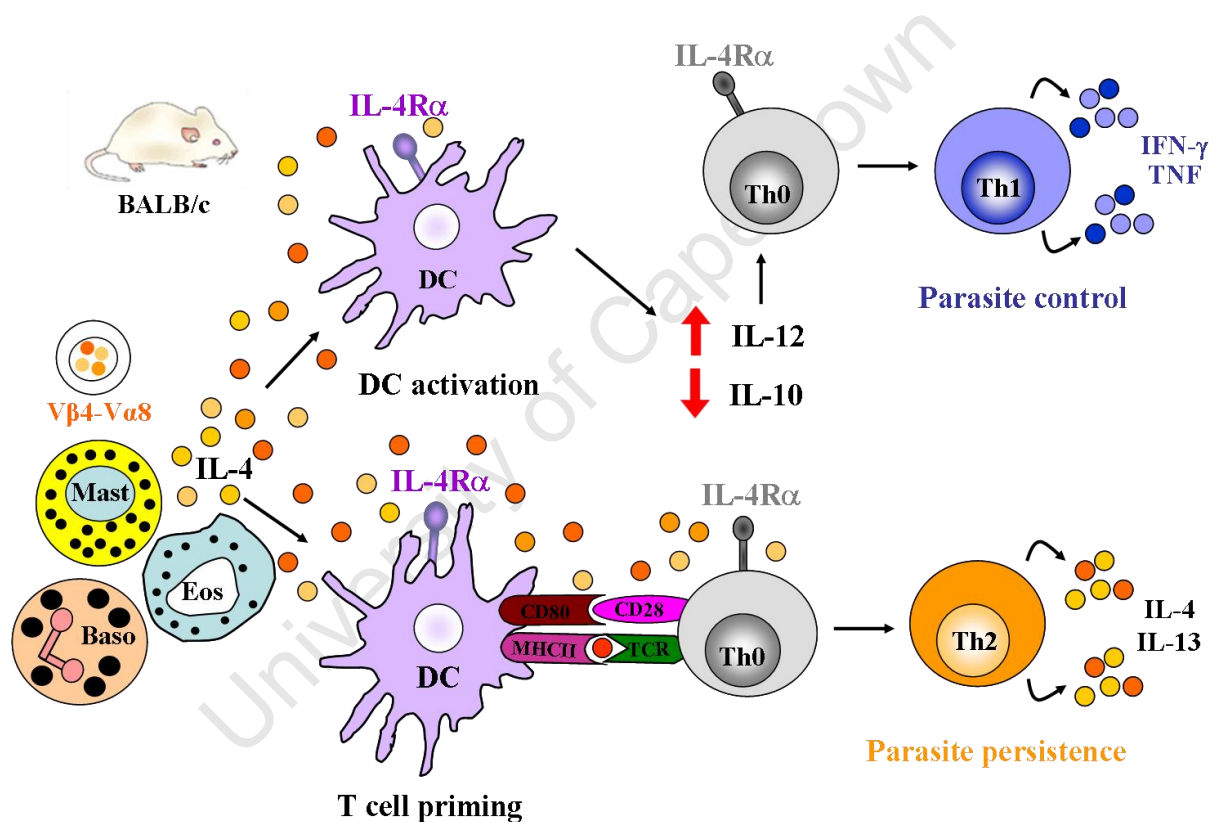 IL-4Rα
BALB/c
DC
DC activation
IL-4Rα
Th0
Th1
IFN-γ
TNF
Parasite control
IL-12
IL-10
Vβ4-Vα8
IL-4
Mast
Eos
Baso
IL-4Rα
DC
CD80
CD28
MHCII
TCR
IL-4Rα
Th0
T cell priming
Th2
IL-4
IL-13
Parasite persistence
University of Cape Town